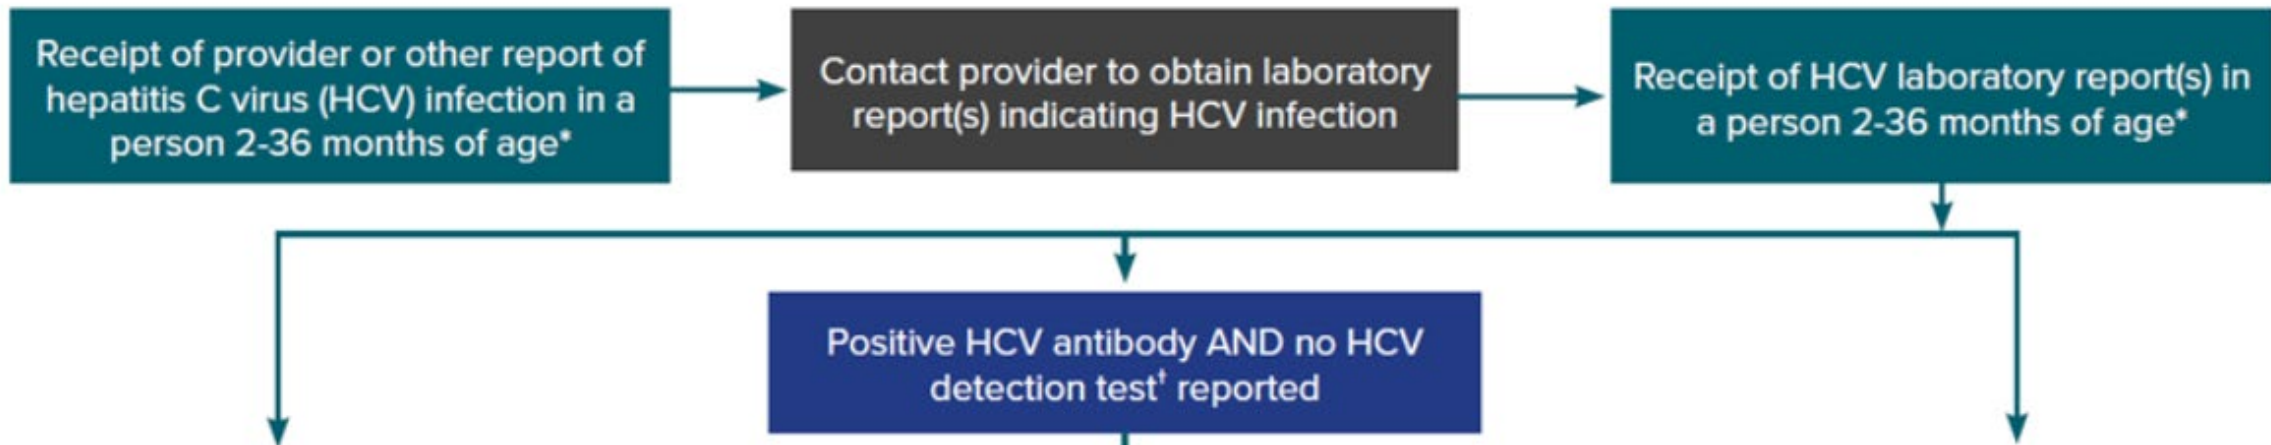 Receipt of provider or other report of
hepatitis C virus (HCV) infection in a
person 2-36 months of age*
Contact provider to obtain laboratory
report(s) indicating HCV infection
Receipt of HCV laboratory report(s) in
a person 2-36 months of age*
Positive HCV antibody AND no HCV
detection test† reported